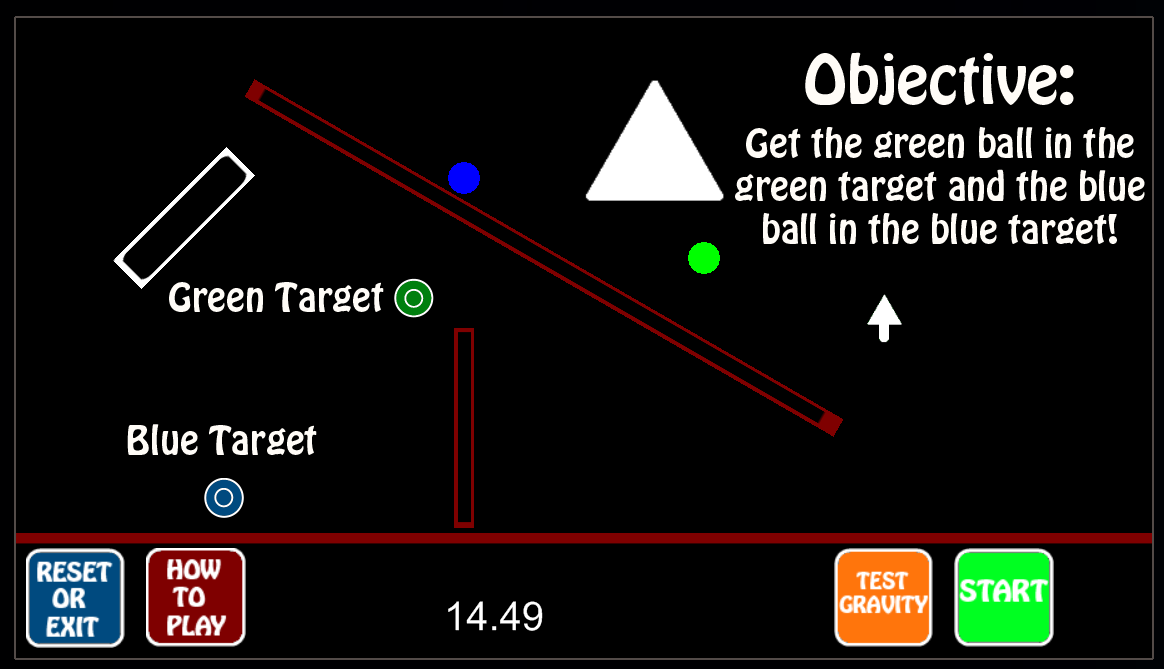 Objective:
Get the green ball in the
green target and the blue
ball in the blue target!
Green Target
Blue Target
RESET
OR
EXIT
HOW
TO
PLAY
14.49
TEST
GRAVITY
START